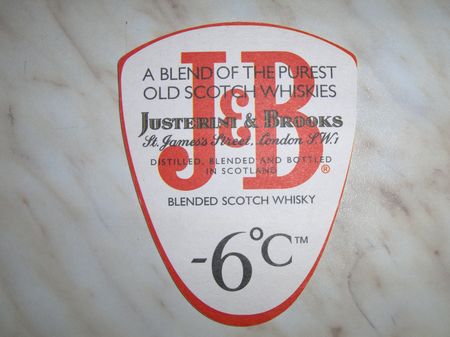 J&B
A BLEND OF THE PUREST
OLD SCOTCH WHISKIES
JUSTERINI & BROOKS
St. James's Street, London S.W.1
DISTILLED, BLENDED AND BOTTLED
IN SCOTLAND
®
BLENDED SCOTCH WHISKY
-6°C™